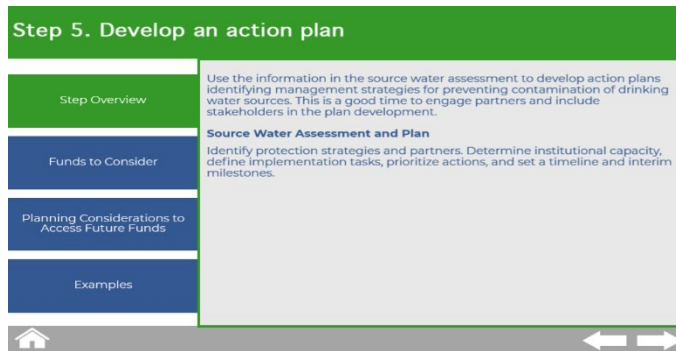 Step 5. Develop an action plan
Step Overview
Funds to Consider
Planning Considerations to
Access Future Funds
Examples
Use the information in the source water assessment to develop action plans
identifying management strategies for preventing contamination of drinking
water sources. This is a good time to engage partners and include
stakeholders in the plan development.
Source Water Assessment and Plan
Identify protection strategies and partners. Determine institutional capacity,
define implementation tasks, prioritize actions, and set a timeline and interim
milestones.